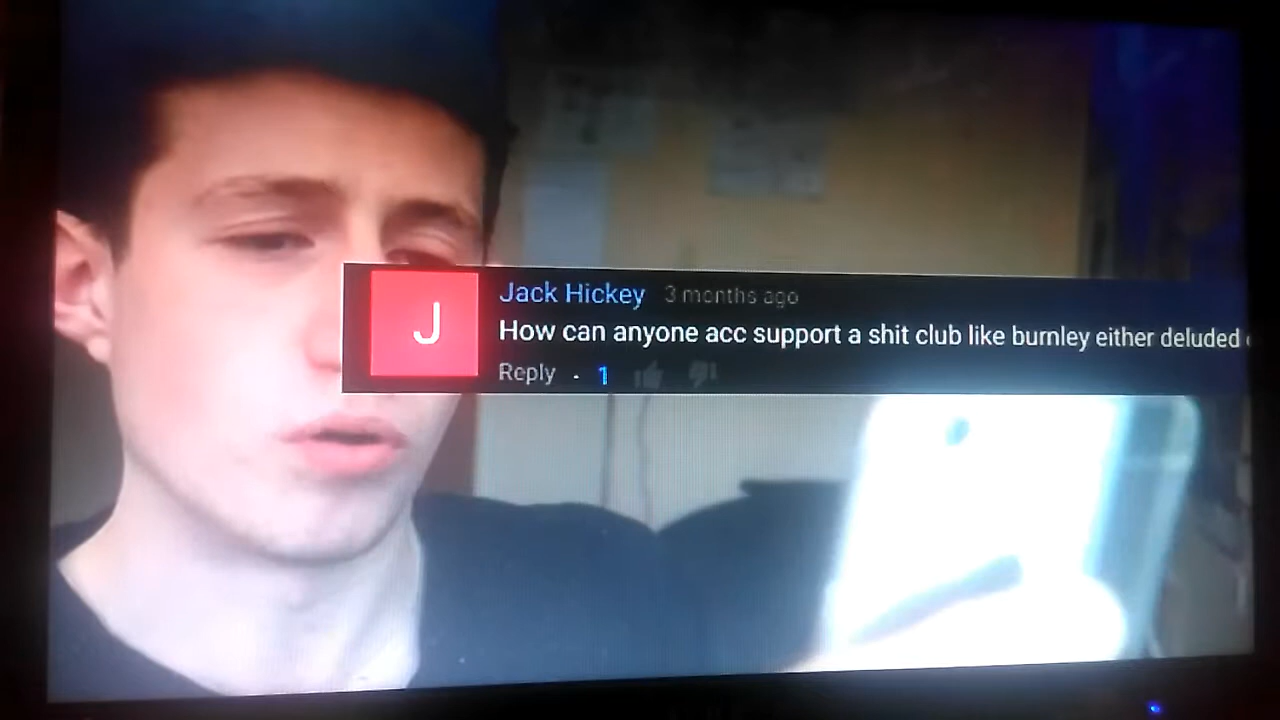 J
Jack Hickey 3 months ago
How can anyone acc support a shit club like burnley either deluded
Reply · 1